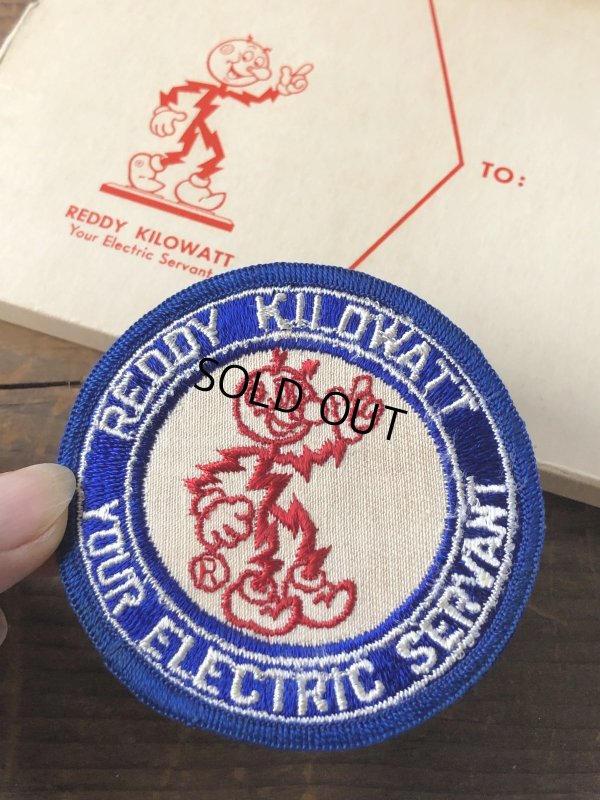 REDDY KILOWATT
Your Electric Servant
TO:
REDDY KILOWATT
SOLD OUT
®
YOUR ELECTRIC SERVANT